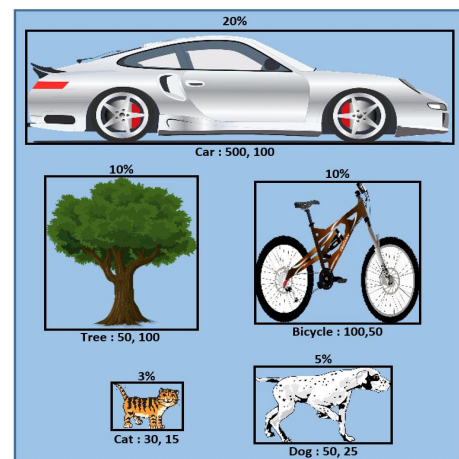 20%
Car : 500, 100
10%
10%
Tree : 50, 100
Bicycle : 100,50
3%
5%
Cat : 30, 15
Dog : 50, 25